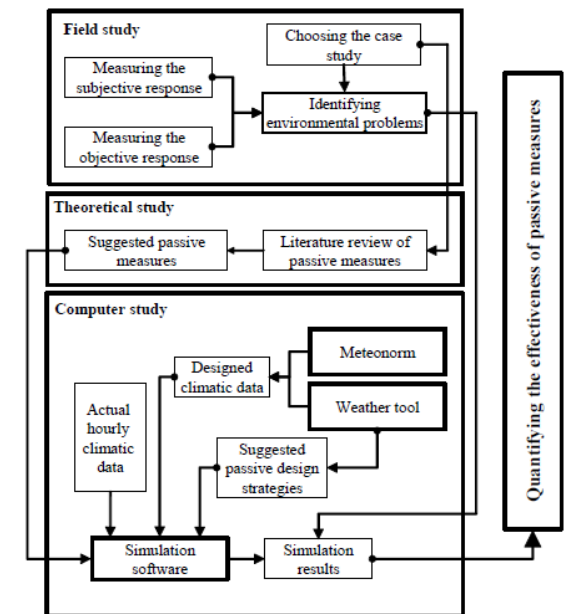 Field study
Choosing the case
study
Measuring the
subjective response
Identifying
environmental problems
Measuring the
objective response
Theoretical study
Suggested passive
measures
Literature review of
passive measures
Computer study
Meteonorm
Designed
climatic data
Weather tool
Actual
hourly
climatic
data
Suggested
passive design
strategies
Simulation
software
Simulation
results
Quantifying the effectiveness of passive measures